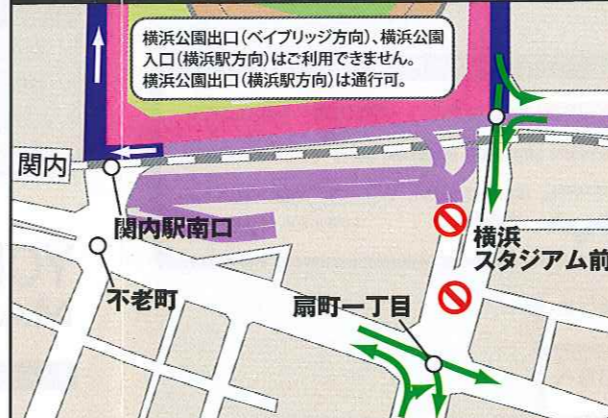 横浜公園出口(ベイブリッジ方向)、横浜公園
入口(横浜駅方向)はご利用できません。
横浜公園出口(横浜駅方向)は通行可。
関内
関内駅南口
横浜
スタジアム前
不老町
扇町一丁目